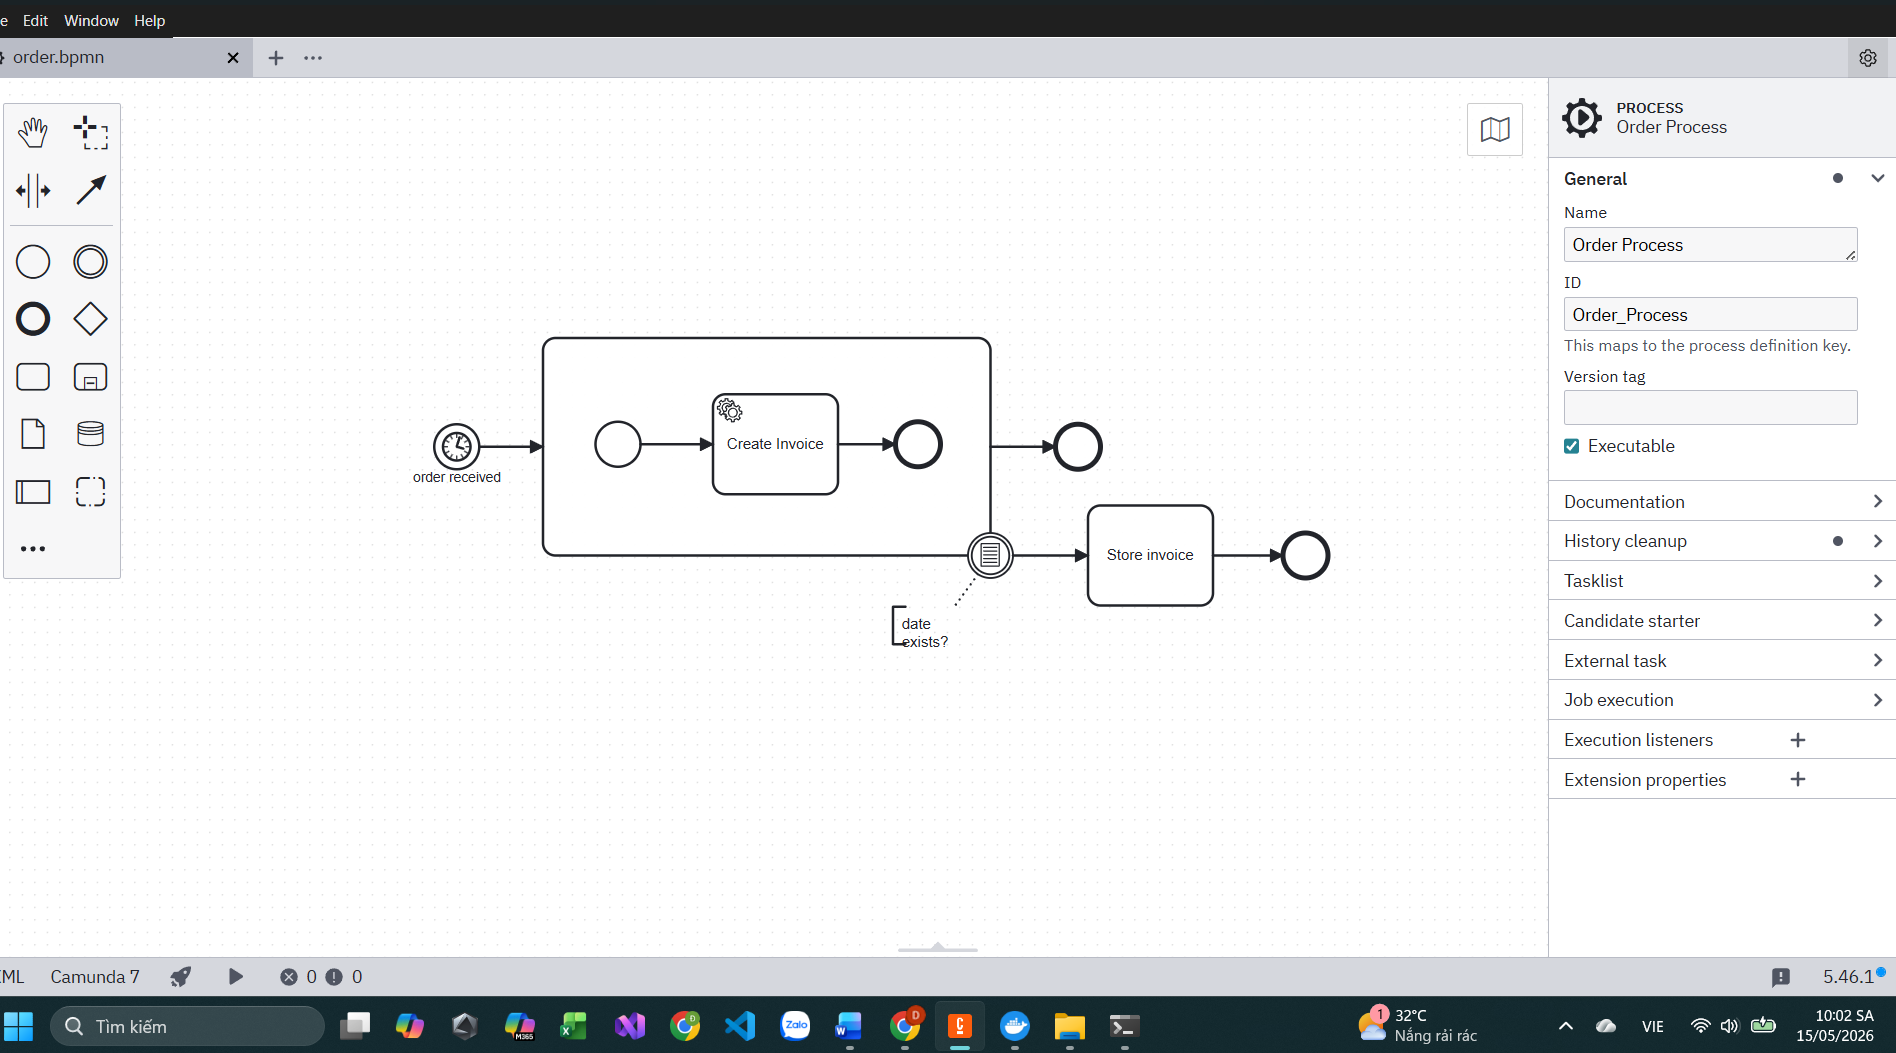 e Edit Window Help
order.bpmn
PROCESS
Order Process
General
Name
Order Process
ID
Order_Process
This maps to the process definition key.
Version tag
Executable
Documentation
History cleanup
Tasklist
Candidate starter
External task
Job execution
Execution listeners
Extension properties
Create Invoice
order received
Store invoice
date
exists?
ML Camunda 7 0 0 5.46.1
Tìm kiếm
M365
Zalo
D
1
32°C
Nắng rải rác
VIE
10:02 SA
15/05/2026